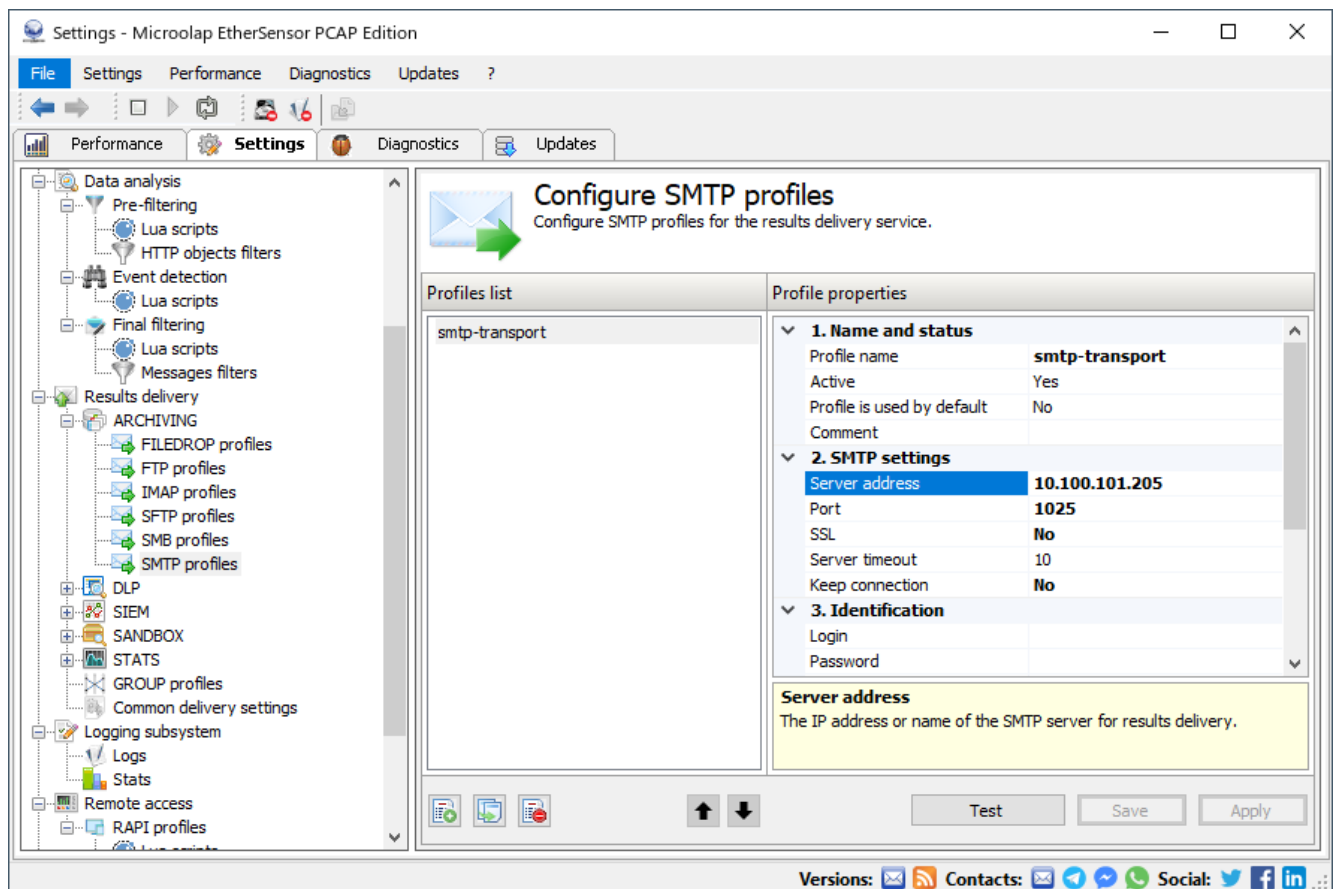 Settings - Microolap EtherSensor PCAP Edition
File Settings Performance Diagnostics Updates ?
Performance Settings Diagnostics Updates
Data analysis
Pre-filtering
Lua scripts
HTTP objects filters
Event detection
Lua scripts
Final filtering
Lua scripts
Messages filters
Results delivery
ARCHIVING
FILEDROP profiles
FTP profiles
IMAP profiles
SFTP profiles
SMB profiles
SMTP profiles
DLP
SIEM
SANDBOX
STATS
GROUP profiles
Common delivery settings
Logging subsystem
Logs
Stats
Remote access
RAPI profiles
Lua scripts
Configure SMTP profiles
Configure SMTP profiles for the results delivery service.
Profiles list
smtp-transport
Profile properties
1. Name and status
Profile name smtp-transport
Active Yes
Profile is used by default No
Comment
2. SMTP settings
Server address 10.100.101.205
Port 1025
SSL No
Server timeout 10
Keep connection No
3. Identification
Login
Password
Server address
The IP address or name of the SMTP server for results delivery.
Test Save Apply
Versions: Contacts: Social: